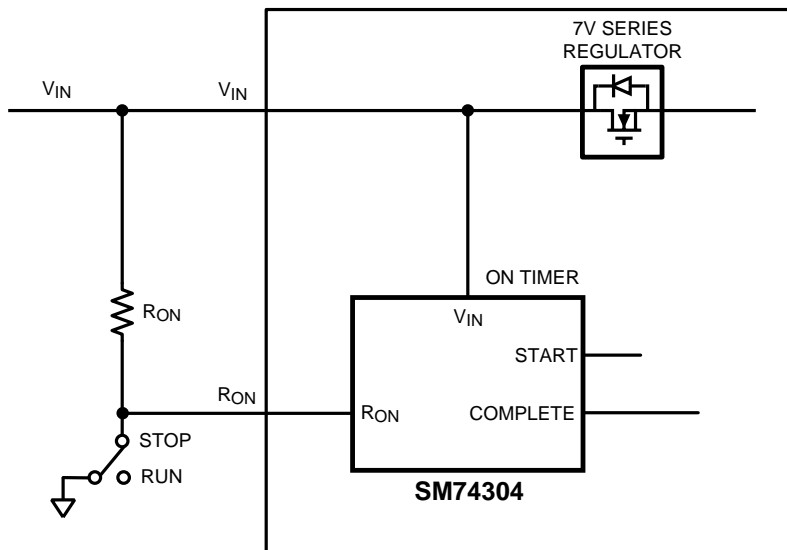 7V SERIES
REGULATOR
VIN
VIN
ON TIMER
VIN
RON
START
RON
RON
COMPLETE
STOP
RUN
SM74304